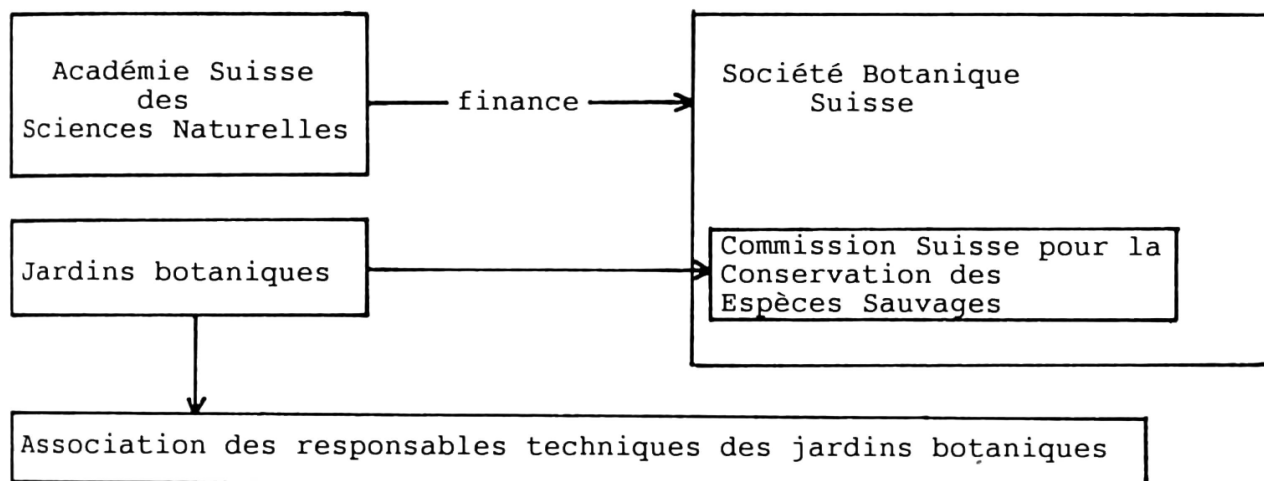 Académie Suisse
des
Sciences Naturelles
finance
Société Botanique
Suisse
Jardins botaniques
Commission Suisse pour la
Conservation des
Espèces Sauvages
Association des responsables techniques des jardins botaniques